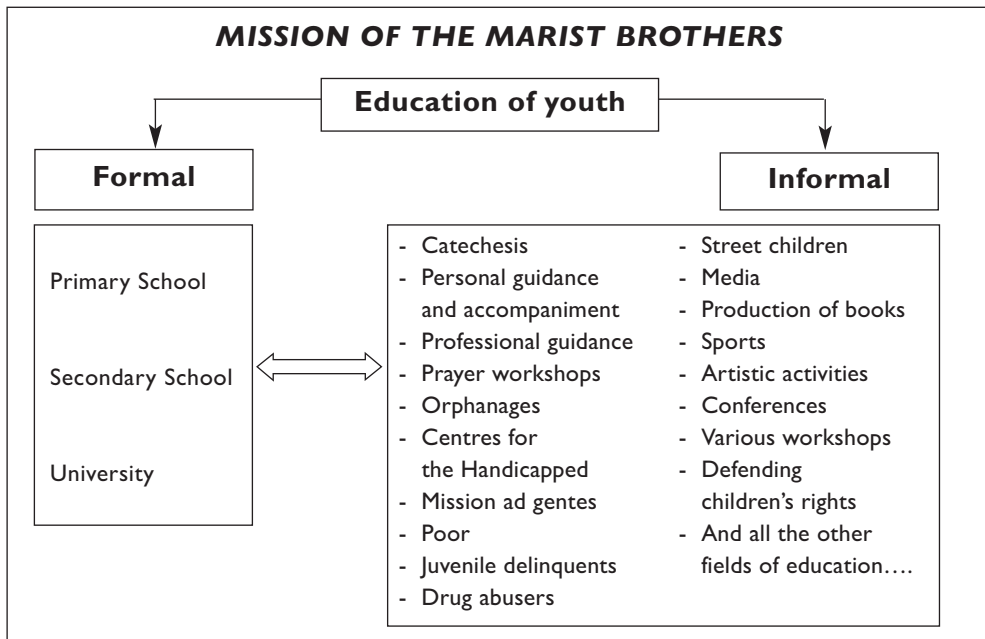 MISSION OF THE MARIST BROTHERS
Education of youth
Formal
Informal
Primary School
Secondary School
University
- Catechesis
- Personal guidance
and accompaniment
- Professional guidance
- Prayer workshops
- Orphanages
- Centres for
the Handicapped
- Mission ad gentes
- Poor
- Juvenile delinquents
- Drug abusers
- Street children
- Media
- Production of books
- Sports
- Artistic activities
- Conferences
- Various workshops
- Defending
children’s rights
- And all the other
fields of education....